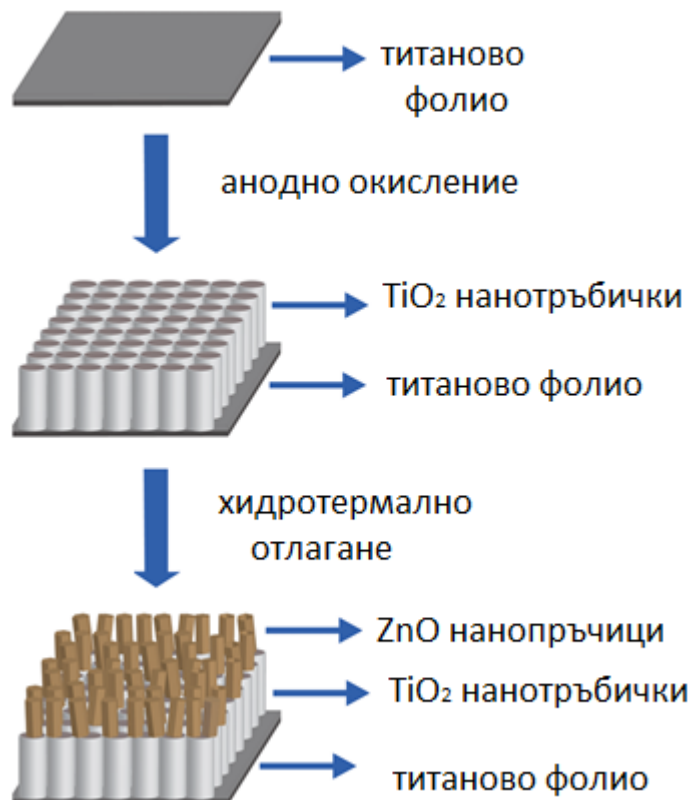 титаново
фолио
анодно окисление
TiO₂ нанотръбички
титаново фолио
хидротермално
отлагане
ZnO нанопръчици
TiO₂ нанотръбички
титаново фолио